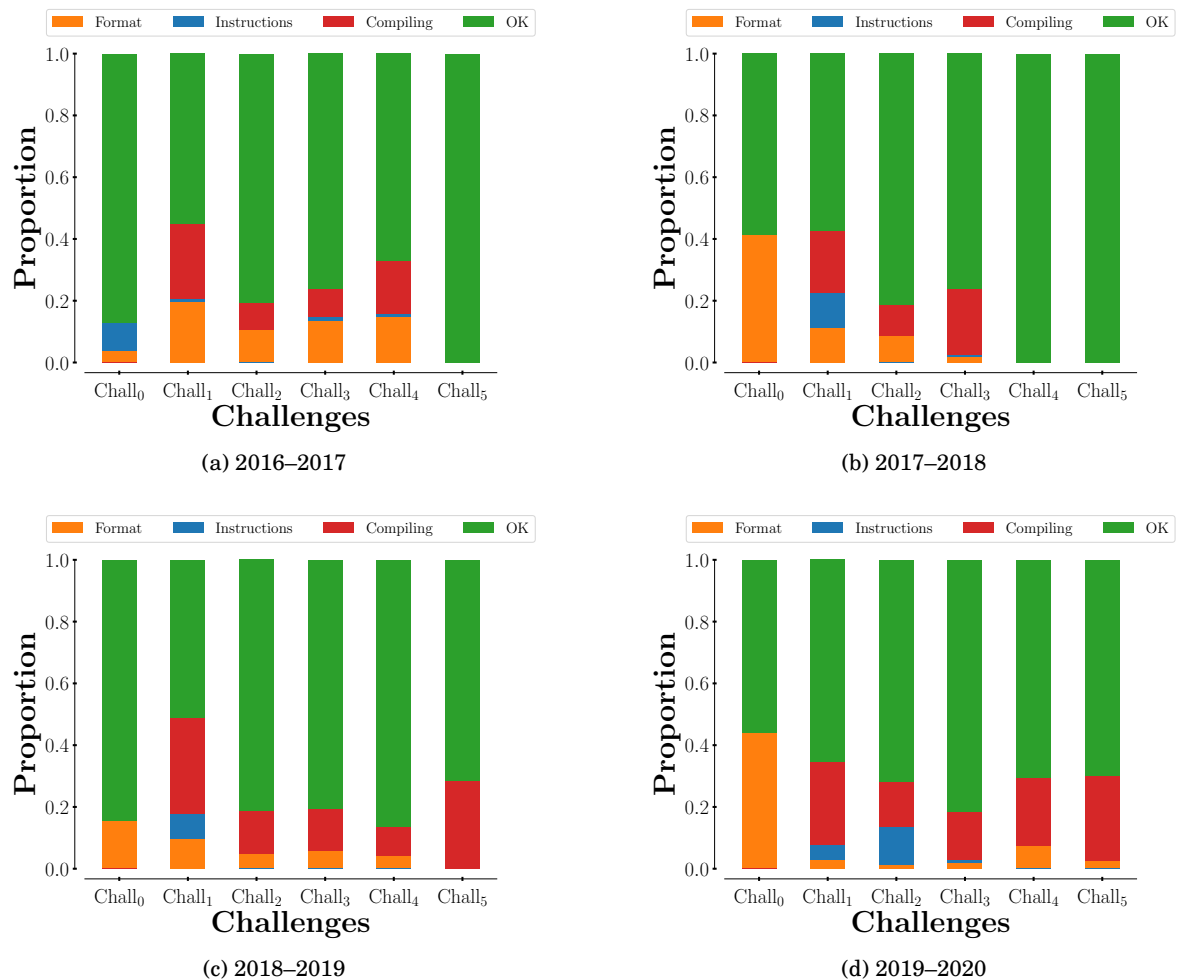 Format Instructions Compiling OK
1.0
0.8
0.6
0.4
0.2
0.0
Proportion
Chall0 Chall1 Chall2 Chall3 Chall4 Chall5
Challenges
(a) 2016–2017
Format Instructions Compiling OK
1.0
0.8
0.6
0.4
0.2
0.0
Proportion
Chall0 Chall1 Chall2 Chall3 Chall4 Chall5
Challenges
(b) 2017–2018
Format Instructions Compiling OK
1.0
0.8
0.6
0.4
0.2
0.0
Proportion
Chall0 Chall1 Chall2 Chall3 Chall4 Chall5
Challenges
(c) 2018–2019
Format Instructions Compiling OK
1.0
0.8
0.6
0.4
0.2
0.0
Proportion
Chall0 Chall1 Chall2 Chall3 Chall4 Chall5
Challenges
(d) 2019–2020